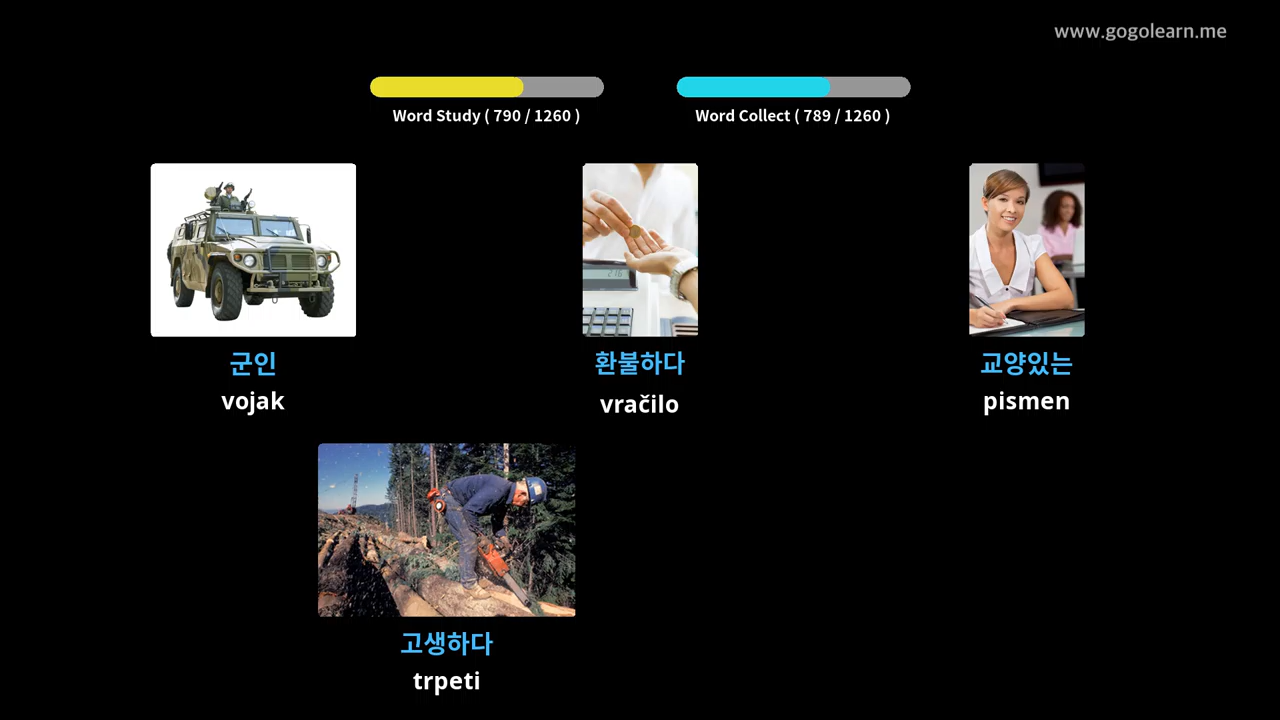 www.gogolearn.me
Word Study ( 790 / 1260 )
Word Collect ( 789 / 1260 )
군인
vojak
환불하다
vračilo
교양있는
pismen
고생하다
trpeti